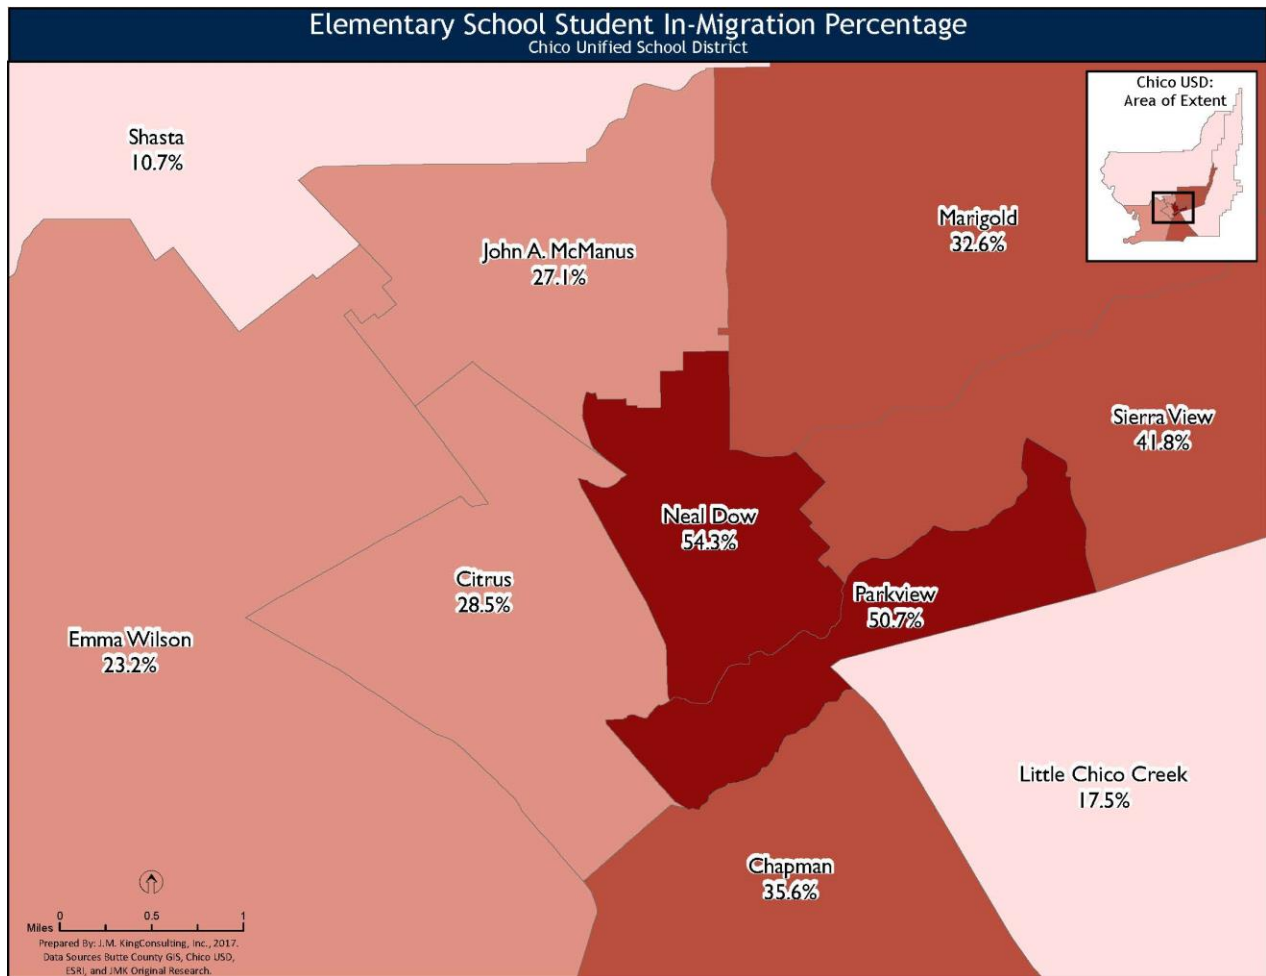 Elementary School Student In-Migration Percentage
Chico Unified School District
Chico USD:
Area of Extent
Shasta
10.7%
Marigold
32.6%
John A. McManus
27.1%
Sierra View
41.8%
Neal Dow
54.3%
Citrus
28.5%
Parkview
50.7%
Emma Wilson
23.2%
Little Chico Creek
17.5%
Chapman
35.6%
0 0.5 1
Miles
Prepared By: J.M. KingConsulting, Inc., 2017.
Data Sources Butte County GIS, Chico USD,
ESRI, and JMK Original Research.